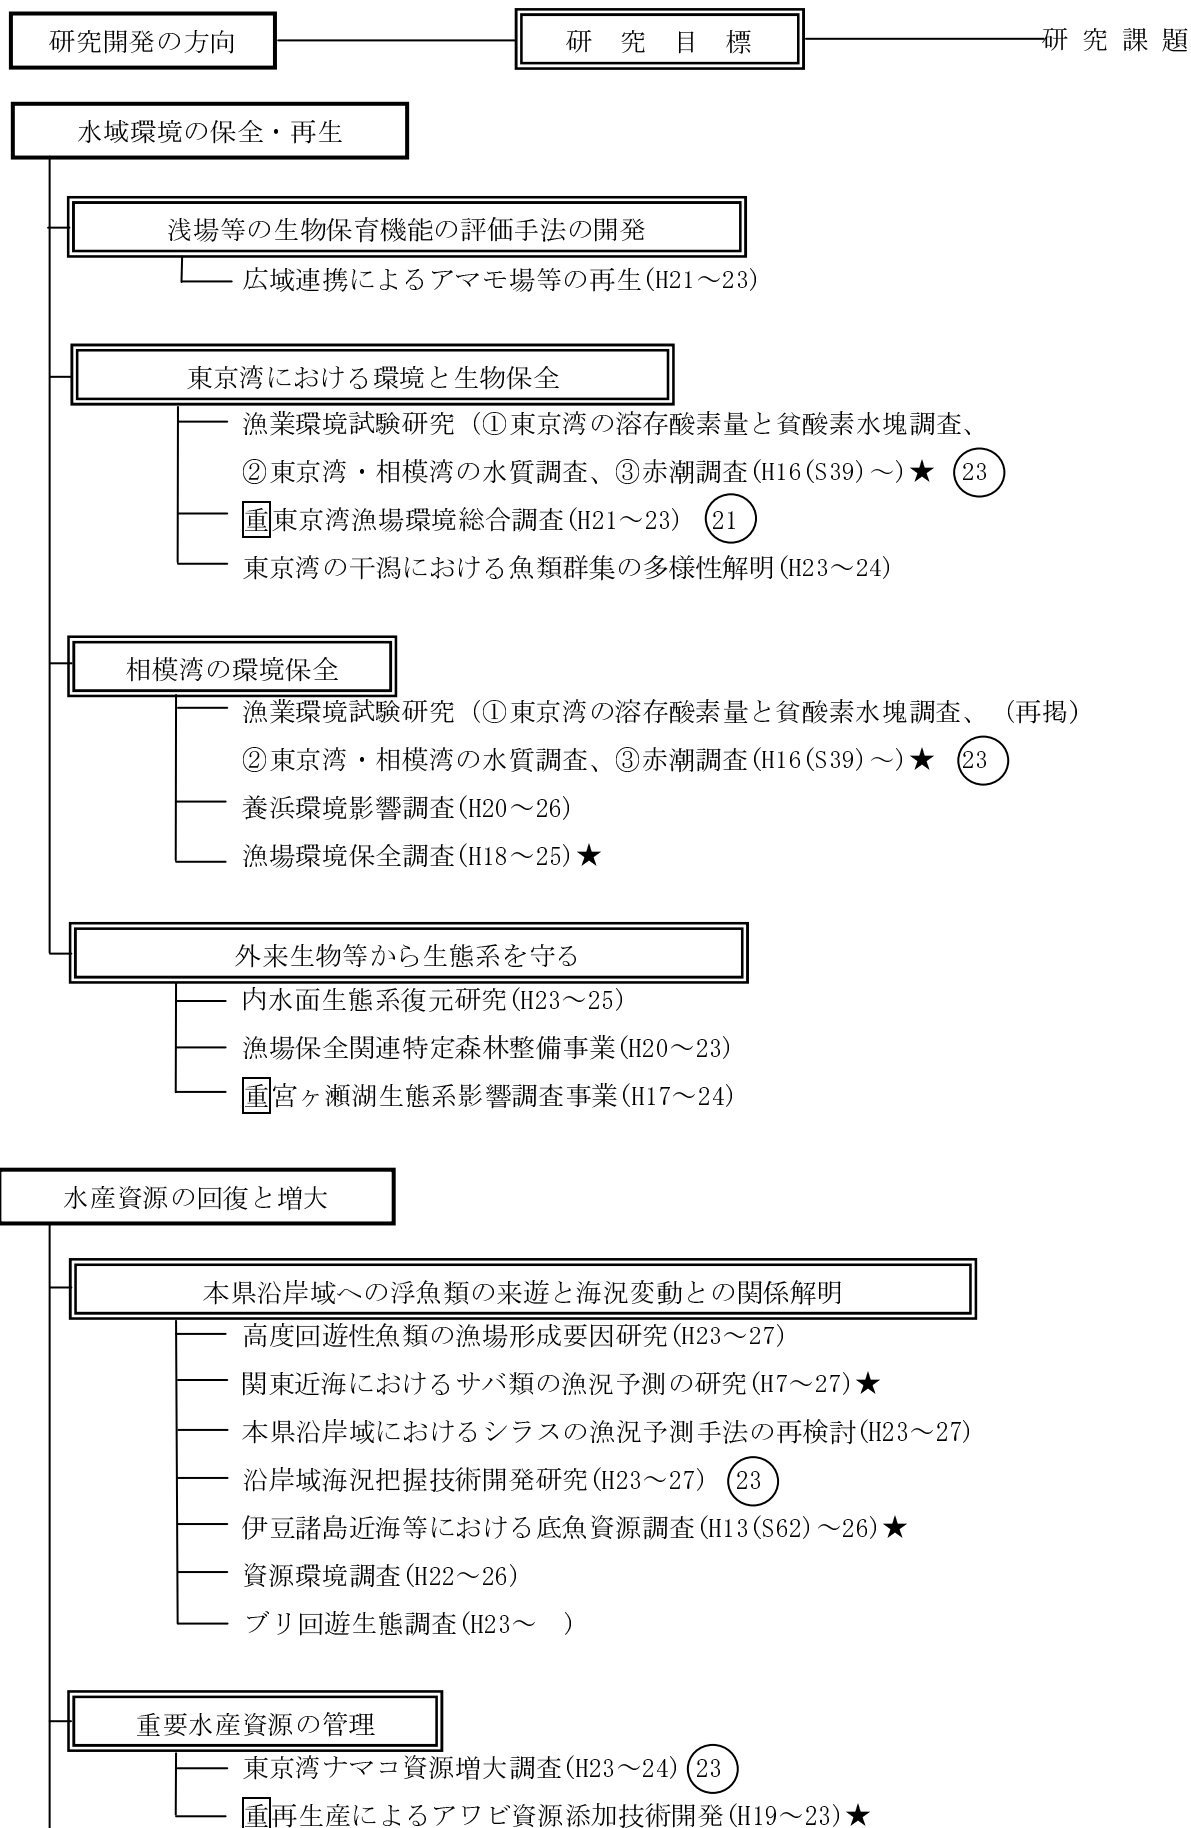 研究開発の方向 研 究 目 標 研 究 課 題
水域環境の保全・再生
浅場等の生物保育機能の評価手法の開発
広域連携によるアマモ場等の再生(H21～23)
東京湾における環境と生物保全
漁業環境試験研究（①東京湾の溶存酸素量と貧酸素水塊調査、
②東京湾・相模湾の水質調査、③赤潮調査(H16(S39)～)★ 23
重東京湾漁場環境総合調査(H21～23) 21
東京湾の干潟における魚類群集の多様性解明(H23～24)
相模湾の環境保全
漁業環境試験研究（①東京湾の溶存酸素量と貧酸素水塊調査、（再掲）
②東京湾・相模湾の水質調査、③赤潮調査(H16(S39)～)★ 23
養浜環境影響調査(H20～26)
漁場環境保全調査(H18～25)★
外来生物等から生態系を守る
内水面生態系復元研究(H23～25)
漁場保全関連特定森林整備事業(H20～23)
重宮ヶ瀬湖生態系影響調査事業(H17～24)
水産資源の回復と増大
本県沿岸域への浮魚類の来遊と海況変動との関係解明
高度回遊性魚類の漁場形成要因研究(H23～27)
関東近海におけるサバ類の漁況予測の研究(H7～27)★
本県沿岸域におけるシラスの漁況予測手法の再検討(H23～27)
沿岸域海況把握技術開発研究(H23～27) 23
伊豆諸島近海等における底魚資源調査(H13(S62)～26)★
資源環境調査(H22～26)
ブリ回遊生態調査(H23～　)
重要水産資源の管理
東京湾ナマコ資源増大調査(H23～24) 23
重再生産によるアワビ資源添加技術開発(H19～23)★